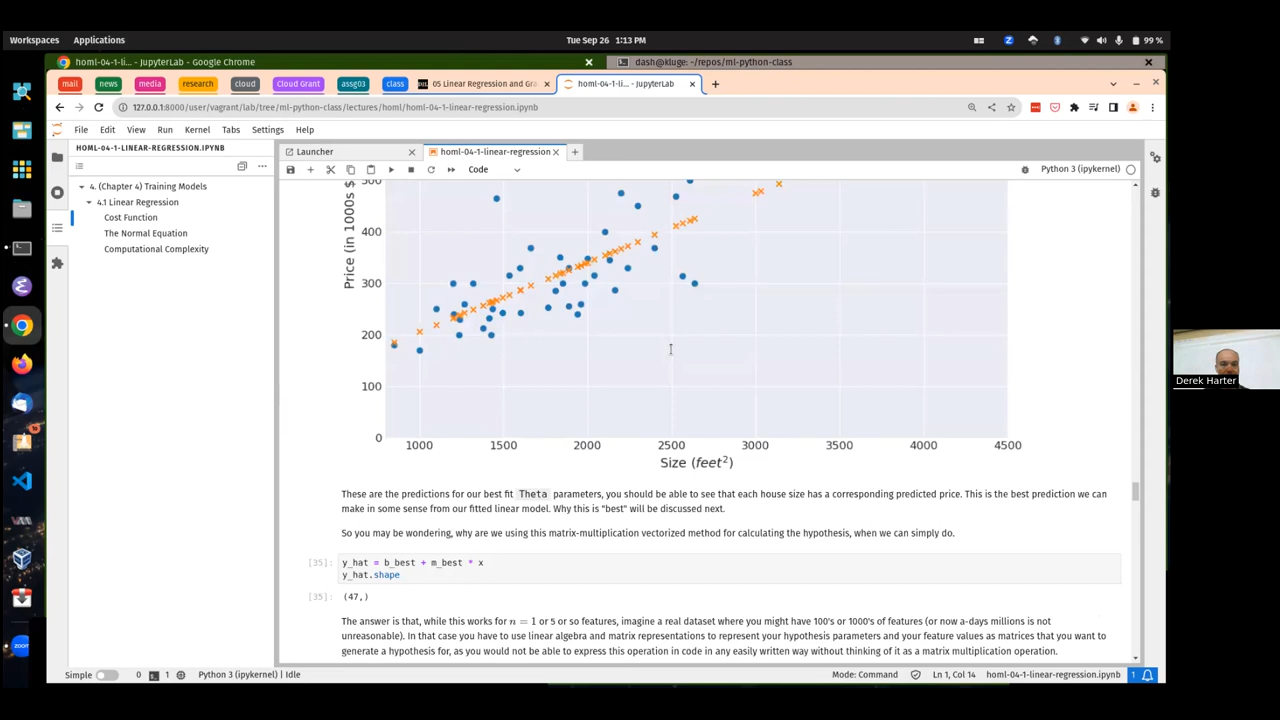 Workspaces Applications Tue Sep 26 1:13 PM 99 %
homl-04-1-li... - JupyterLab - Google Chrome
dash@kluge: ~/repos/ml-python-class
mail news media research cloud Cloud Grant assg03 class 05 Linear Regression and Gr homl-04-1-li... - JupyterLab
127.0.0.1:8000/user/vagrant/lab/tree/ml-python-class/lectures/homl/homl-04-1-linear-regression.ipynb
File Edit View Run Kernel Tabs Settings Help
HOML-04-1-LINEAR-REGRESSION.IPYNB
4. (Chapter 4) Training Models
4.1 Linear Regression
Cost Function
The Normal Equation
Computational Complexity
Launcher
homl-04-1-linear-regression
Code
Python 3 (ipykernel)
Price (in 1000s $
500
400
300
200
100
0
1000 1500 2000 2500 3000 3500 4000 4500
Size (feet²)
These are the predictions for our best fit Theta parameters, you should be able to see that each house size has a corresponding predicted price. This is the best prediction we can
make in some sense from our fitted linear model. Why this is "best" will be discussed next.
So you may be wondering, why are we using this matrix-multiplication vectorized method for calculating the hypothesis, when we can simply do.
[35]: y_hat = b_best + m_best * x
y_hat.shape
[35]: (47,)
The answer is that, while this works for n = 1 or 5 or so features, imagine a real dataset where you might have 100's or 1000's of features (or now a-days millions is not
unreasonable). In that case you have to use linear algebra and matrix representations to represent your hypothesis parameters and your feature values as matrices that you want to
generate a hypothesis for, as you would not be able to express this operation in code in any easily written way without thinking of it as a matrix multiplication operation.
Simple 0 1 Python 3 (ipykernel) | Idle Mode: Command Ln 1, Col 14 homl-04-1-linear-regression.ipynb 1
Derek Harter
zoom